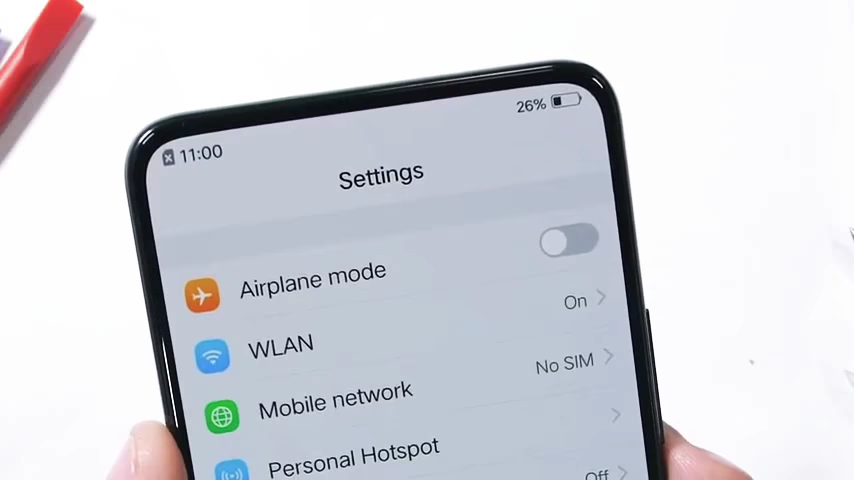 11:00 26%
Settings
Airplane mode
WLAN On
Mobile network No SIM
Personal Hotspot
Off